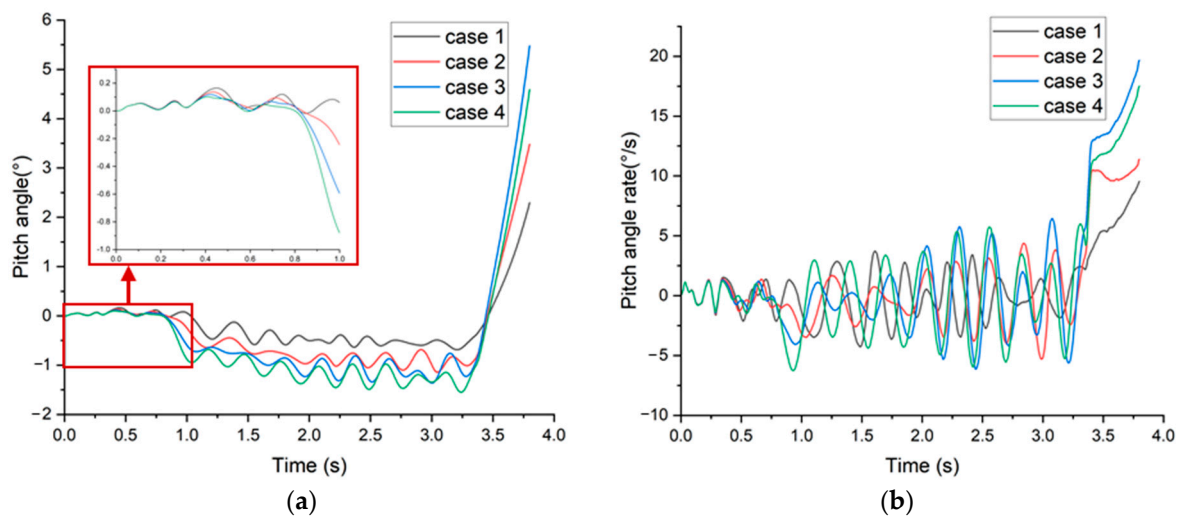 6
5
4
3
2
1
0
−1
−2
Pitch angle(°)
0.0 0.5 1.0 1.5 2.0 2.5 3.0 3.5 4.0
Time (s)
case 1
case 2
case 3
case 4
0.2
0.0
-0.2
-0.4
-0.6
-0.8
-1.0
0.0 0.2 0.4 0.6 0.8 1.0
(a)
20
15
10
5
0
−5
−10
Pitch angle rate(°/s)
0.0 0.5 1.0 1.5 2.0 2.5 3.0 3.5 4.0
Time (s)
case 1
case 2
case 3
case 4
(b)